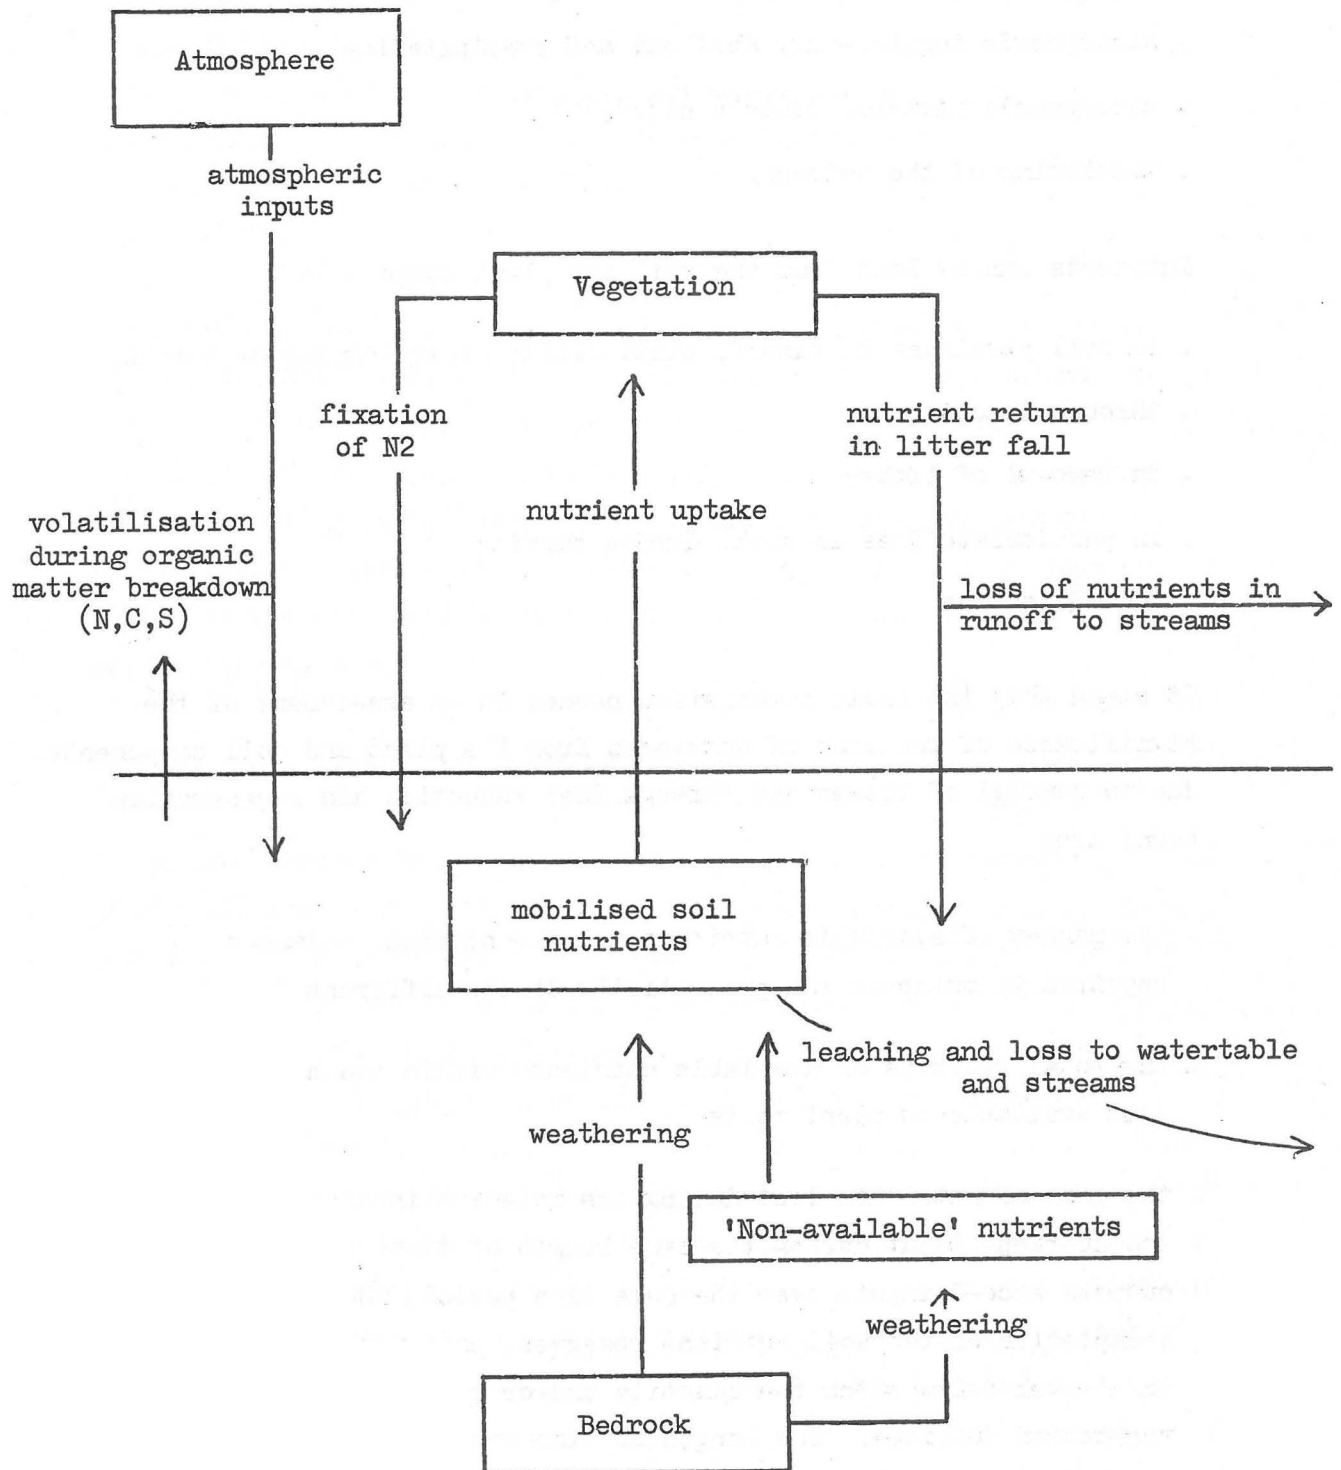 Atmosphere
atmospheric
inputs
Vegetation
fixation
of N2
nutrient return
in litter fall
nutrient uptake
volatilisation
during organic
matter breakdown
(N,C,S)
loss of nutrients in
runoff to streams
mobilised soil
nutrients
leaching and loss to watertable
and streams
weathering
'Non-available' nutrients
weathering
Bedrock